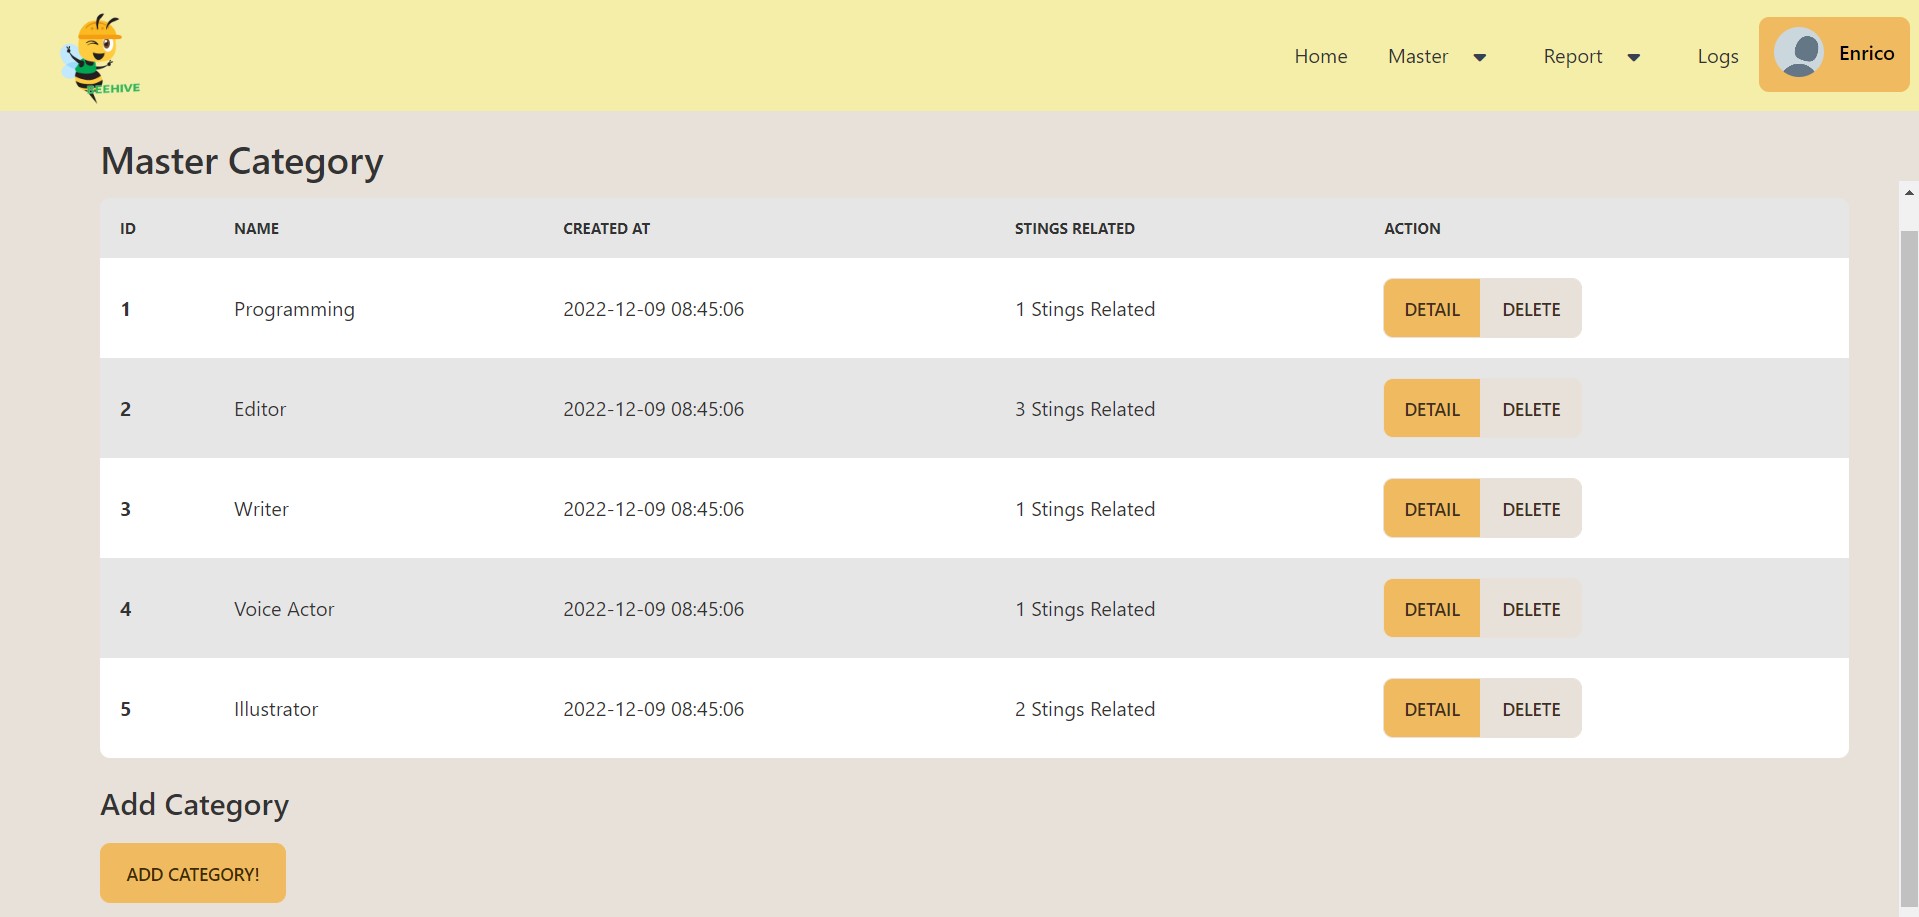 BEEHIVE
Home Master Report Logs Enrico
Master Category
ID NAME CREATED AT STINGS RELATED ACTION
1 Programming 2022-12-09 08:45:06 1 Stings Related DETAIL DELETE
2 Editor 2022-12-09 08:45:06 3 Stings Related DETAIL DELETE
3 Writer 2022-12-09 08:45:06 1 Stings Related DETAIL DELETE
4 Voice Actor 2022-12-09 08:45:06 1 Stings Related DETAIL DELETE
5 Illustrator 2022-12-09 08:45:06 2 Stings Related DETAIL DELETE
Add Category
ADD CATEGORY!